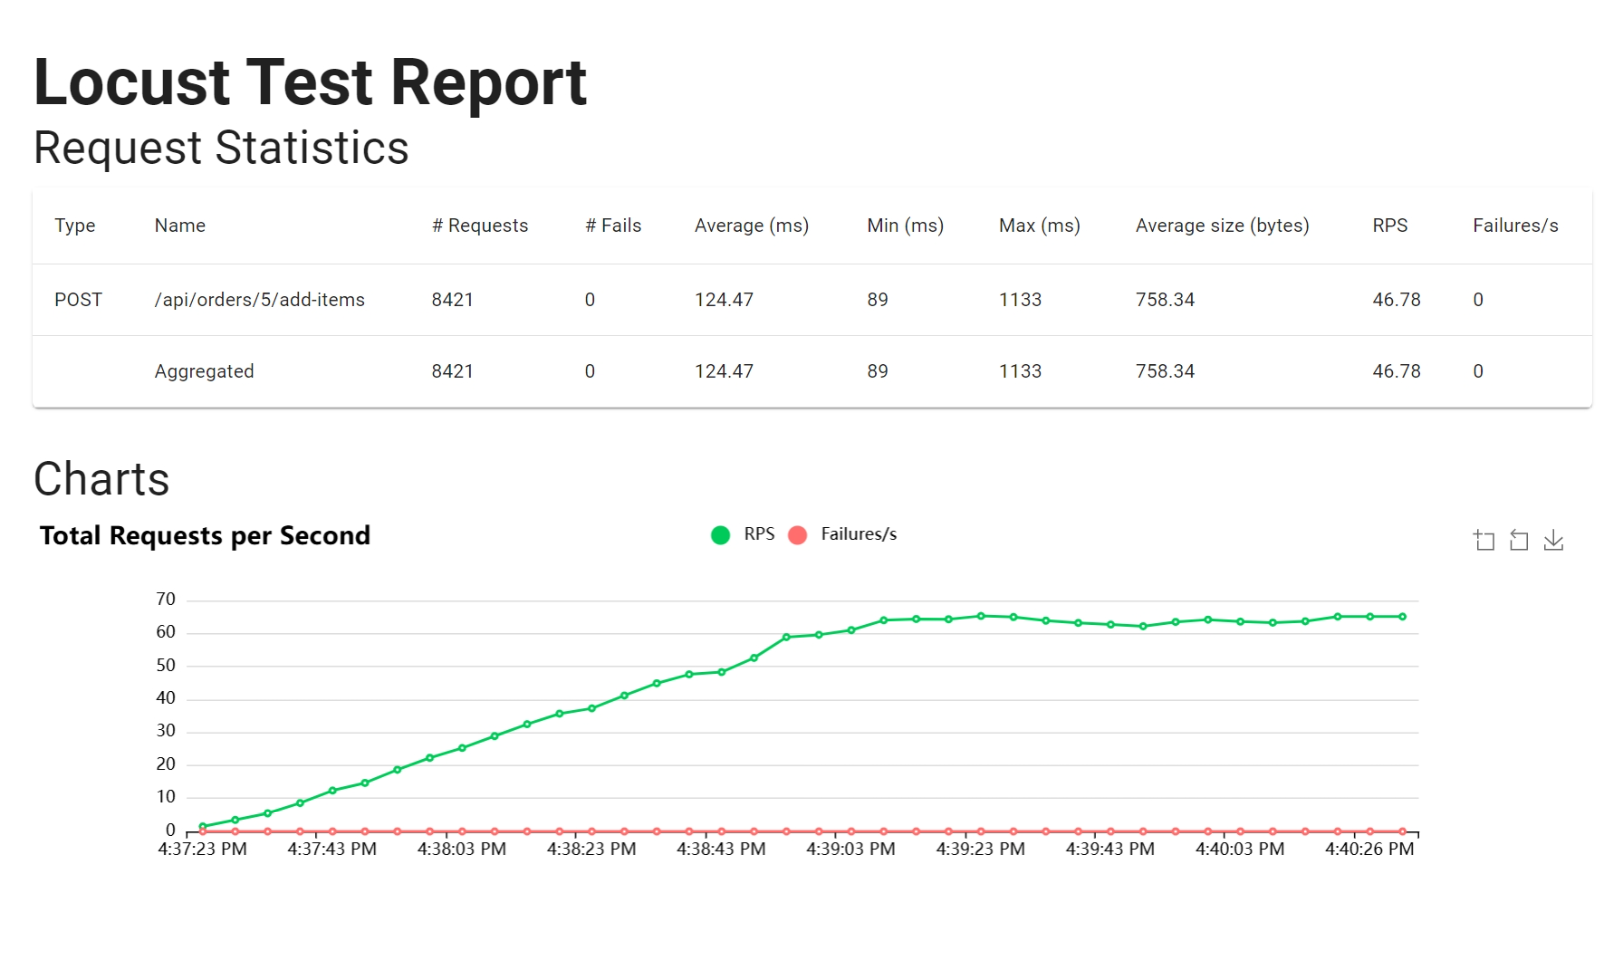 Locust Test Report
Request Statistics
Type Name # Requests # Fails Average (ms) Min (ms) Max (ms) Average size (bytes) RPS Failures/s
POST /api/orders/5/add-items 8421 0 124.47 89 1133 758.34 46.78 0
Aggregated 8421 0 124.47 89 1133 758.34 46.78 0
Charts
Total Requests per Second RPS Failures/s
70
60
50
40
30
20
10
0
4:37:23 PM 4:37:43 PM 4:38:03 PM 4:38:23 PM 4:38:43 PM 4:39:03 PM 4:39:23 PM 4:39:43 PM 4:40:03 PM 4:40:26 PM